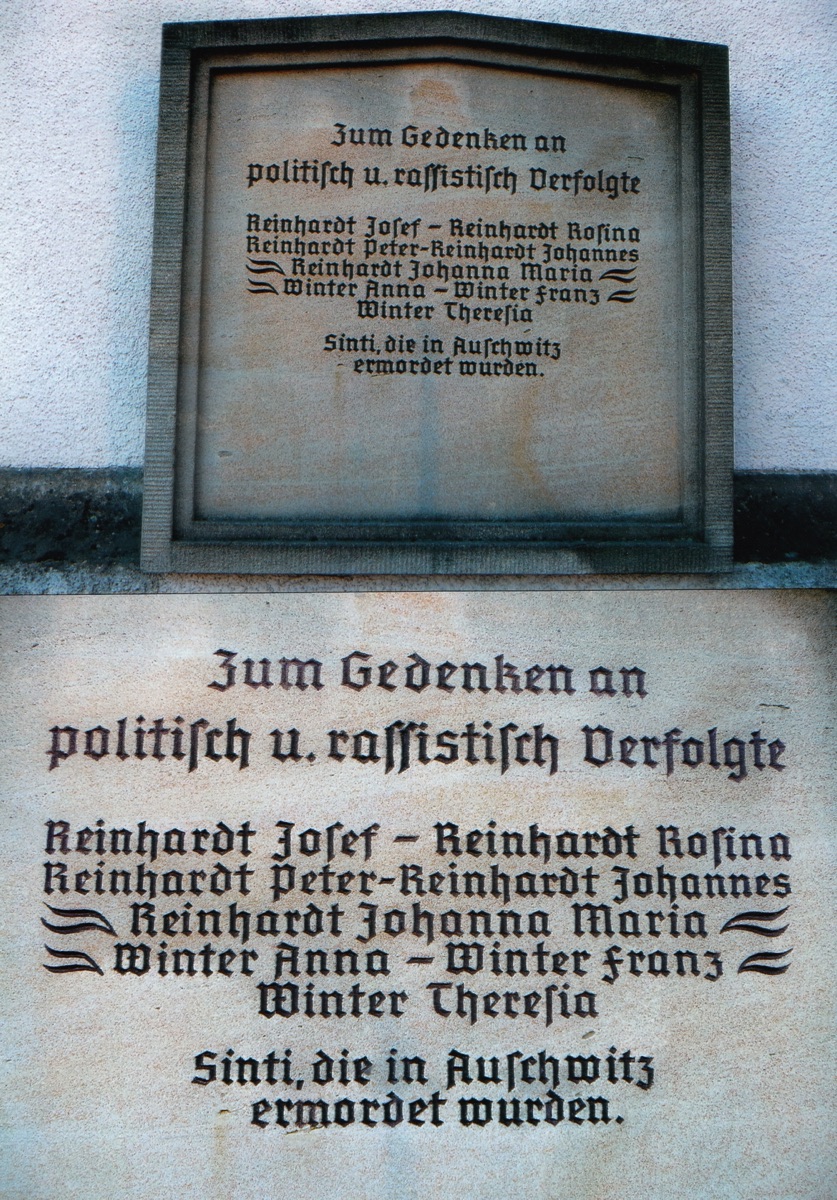 Zum Gedenken an
politiſch u. raſſistiſch Verfolgte
Reinhardt Joſef – Reinhardt Roſina
Reinhardt Peter-Reinhardt Johannes
Reinhardt Johanna Maria
Winter Anna – Winter Franz
Winter Thereſia
Sinti, die in Auſchwitz
ermordet wurden.
Zum Gedenken an
politiſch u. raſſistiſch Verfolgte
Reinhardt Joſef – Reinhardt Roſina
Reinhardt Peter-Reinhardt Johannes
Reinhardt Johanna Maria
Winter Anna – Winter Franz
Winter Thereſia
Sinti, die in Auſchwitz
ermordet wurden.